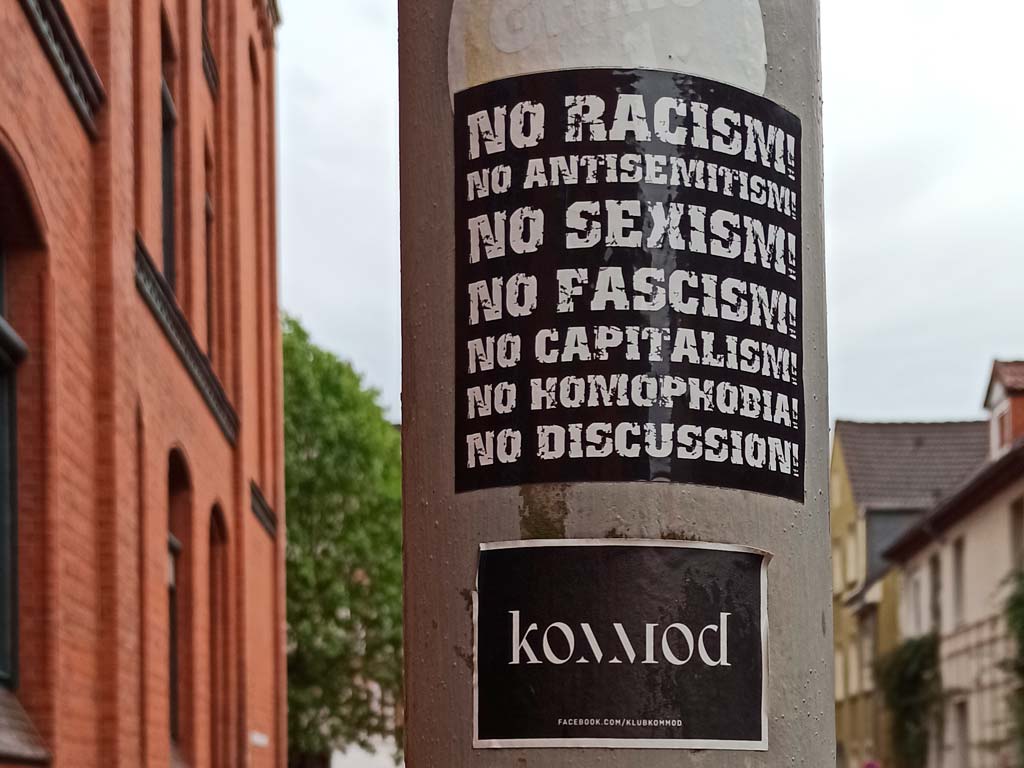 NO RACISM!
NO ANTISEMITISM!
NO SEXISM!
NO FASCISM!
NO CAPITALISM!
NO HOMOPHOBIA!
NO DISCUSSION!
kommod
FACEBOOK.COM/KLUBKOMMOD